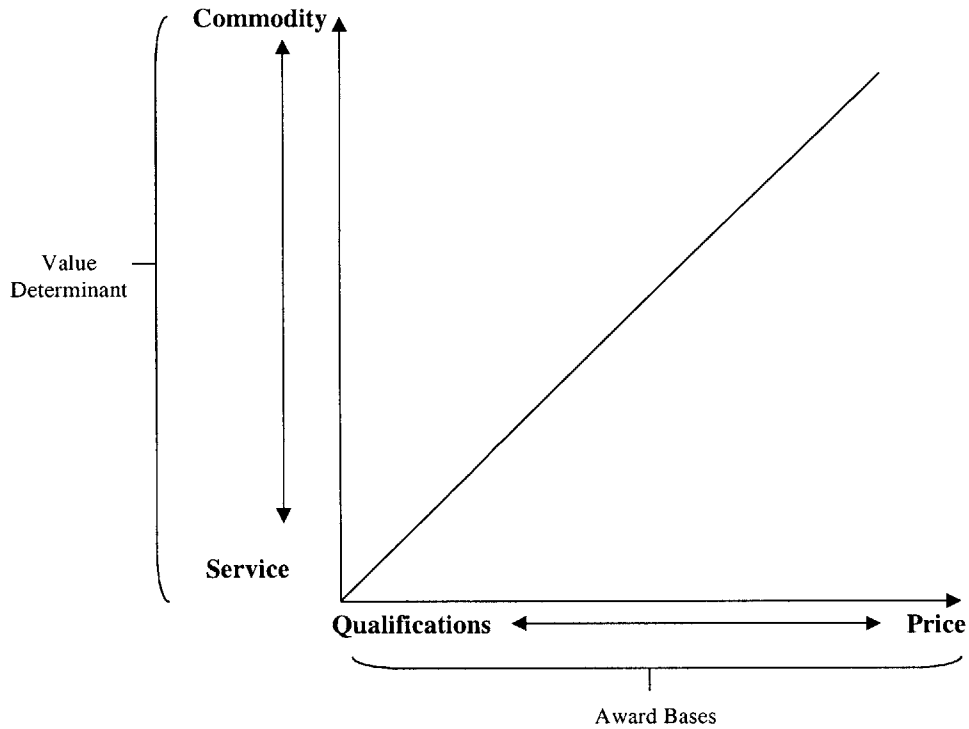 Commodity
Value
Determinant
Service
Qualifications
Price
Award Bases